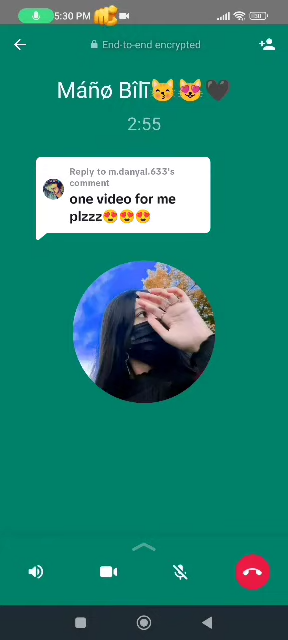 5:30 PM
End-to-end encrypted
Máñø Bîlī😽😻🖤
2:55
Reply to m.danyal.633's
comment
one video for me
plzzz😍😍😍